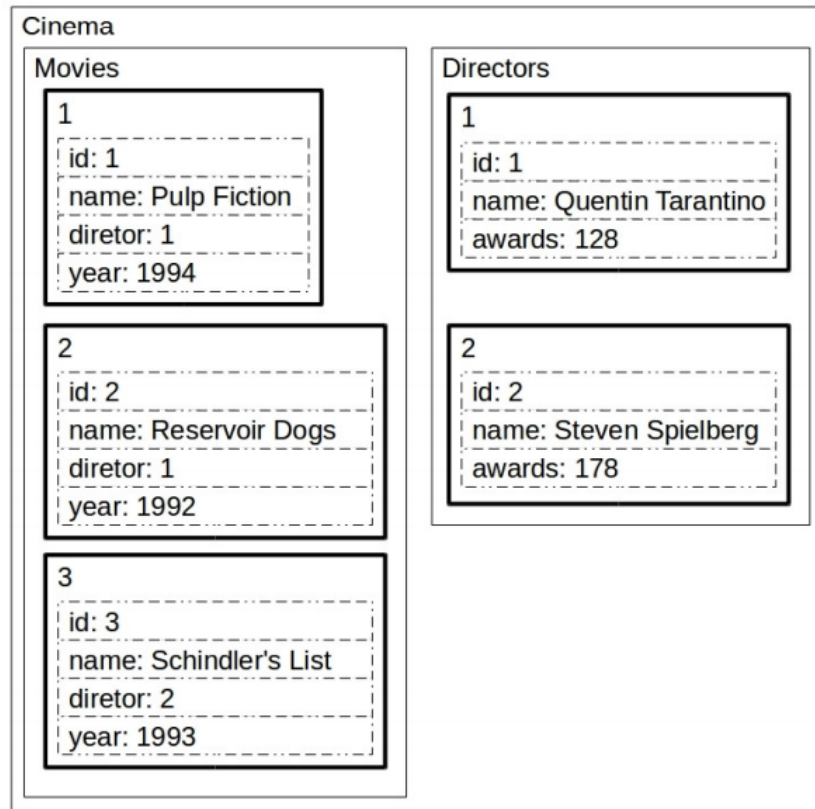 Cinema
Movies
1
id: 1
name: Pulp Fiction
diretor: 1
year: 1994
2
id: 2
name: Reservoir Dogs
diretor: 1
year: 1992
3
id: 3
name: Schindler's List
diretor: 2
year: 1993
Directors
1
id: 1
name: Quentin Tarantino
awards: 128
2
id: 2
name: Steven Spielberg
awards: 178